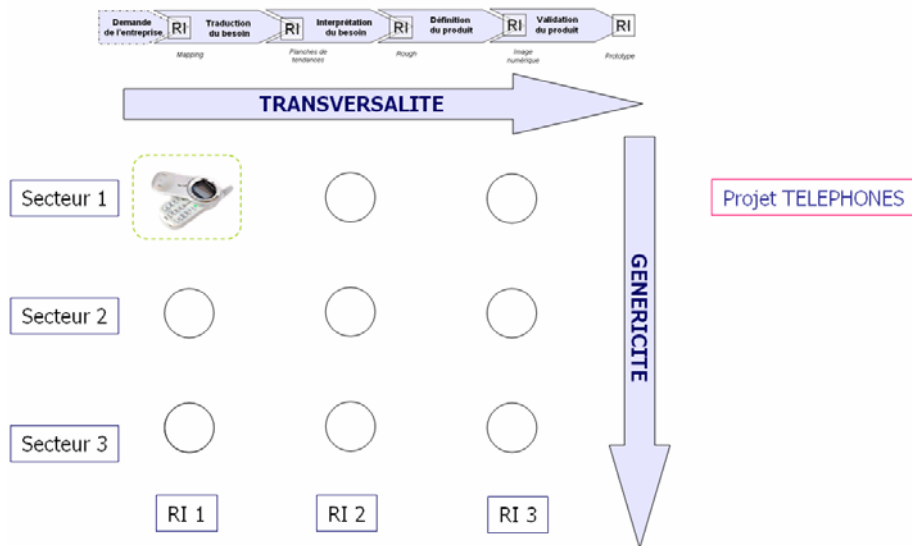 Demande
de l'entreprise
RI
Traduction
du besoin
RI
Interprétation
du besoin
RI
Définition
du produit
RI
Validation
du produit
RI
Mapping
Planches de
tendances
Rough
Image
numérique
Prototype
TRANSVERSALITE
Secteur 1
Projet TELEPHONES
GENERICITE
Secteur 2
Secteur 3
RI 1
RI 2
RI 3